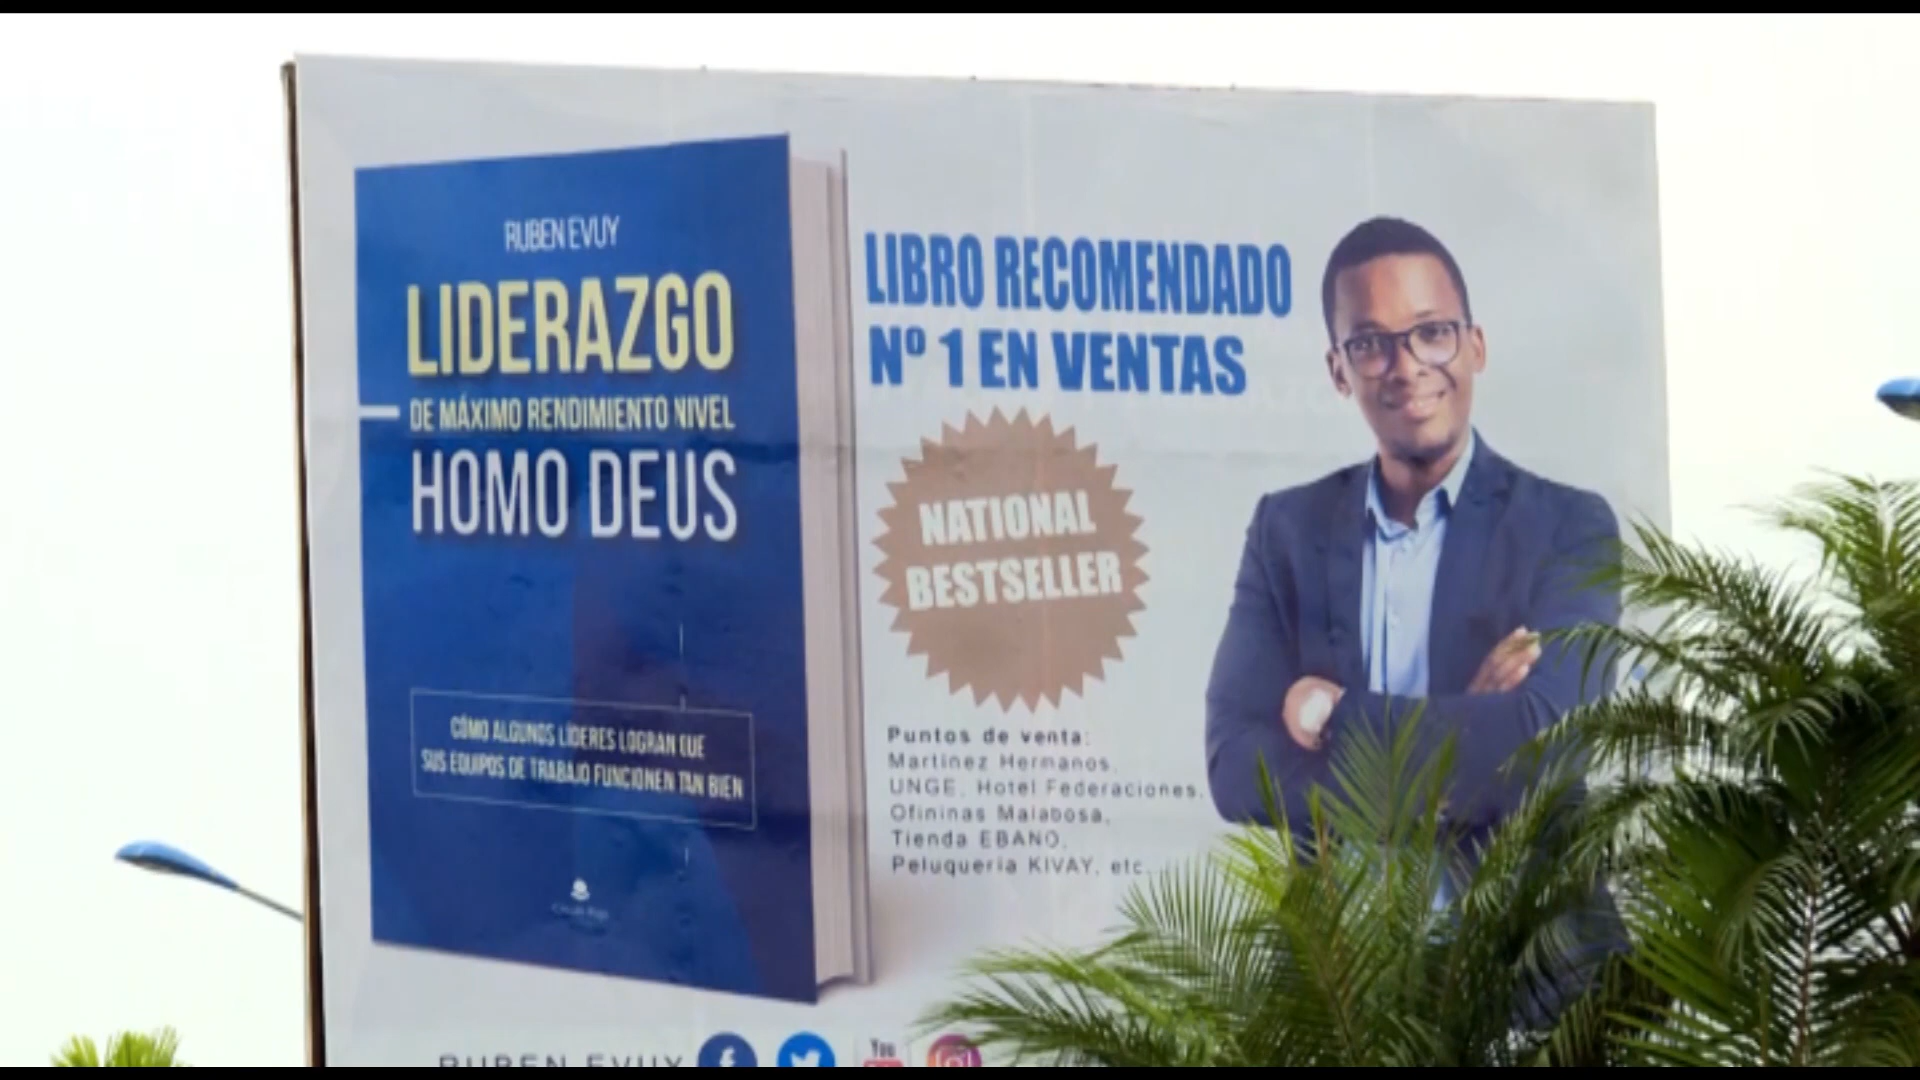 RUBEN EVUY
LIDERAZGO
DE MÁXIMO RENDIMIENTO NIVEL
HOMO DEUS
CÓMO ALGUNOS LÍDERES LOGRAN QUE
SUS EQUIPOS DE TRABAJO FUNCIONEN TAN BIEN
LIBRO RECOMENDADO
Nº 1 EN VENTAS
NATIONAL
BESTSELLER
Puntos de venta:
Martinez Hermanos,
UNGE, Hotel Federaciones,
Ofininas Malabosa,
Tienda EBANO,
Peluqueria KIVAY, etc...
RUBEN EVUY
You